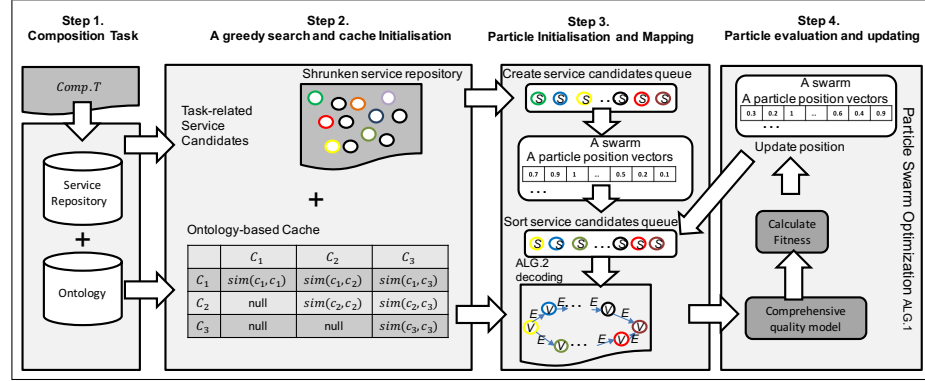 Step 1.
Composition Task
Step 2.
A greedy search and cache Initialisation
Step 3.
Particle Initialisation and Mapping
Step 4.
Particle evaluation and updating
Comp.T
Service
Repository
+
Ontology
Shrunken service repository
Task-related
Service
Candidates
+
Ontology-based Cache
C1 C2 C3
C1 sim(c1,c1) sim(c1,c2) sim(c1,c3)
C2 null sim(c2,c2) sim(c2,c3)
C3 null null sim(c3,c3)
Create service candidates queue
S S S ... S S S
A swarm
A particle position vectors
0.7 0.9 1 .. 0.5 0.2 0.1
...
Sort service candidates queue
S S S ... S S S
ALG.2
decoding
E V E ... E V E
V V
E V E ... E V E
A swarm
A particle position vectors
0.3 0.2 1 .. 0.6 0.4 0.9
...
Update position
Calculate
Fitness
Comprehensive
quality model
Particle Swarm Optimization ALG.1